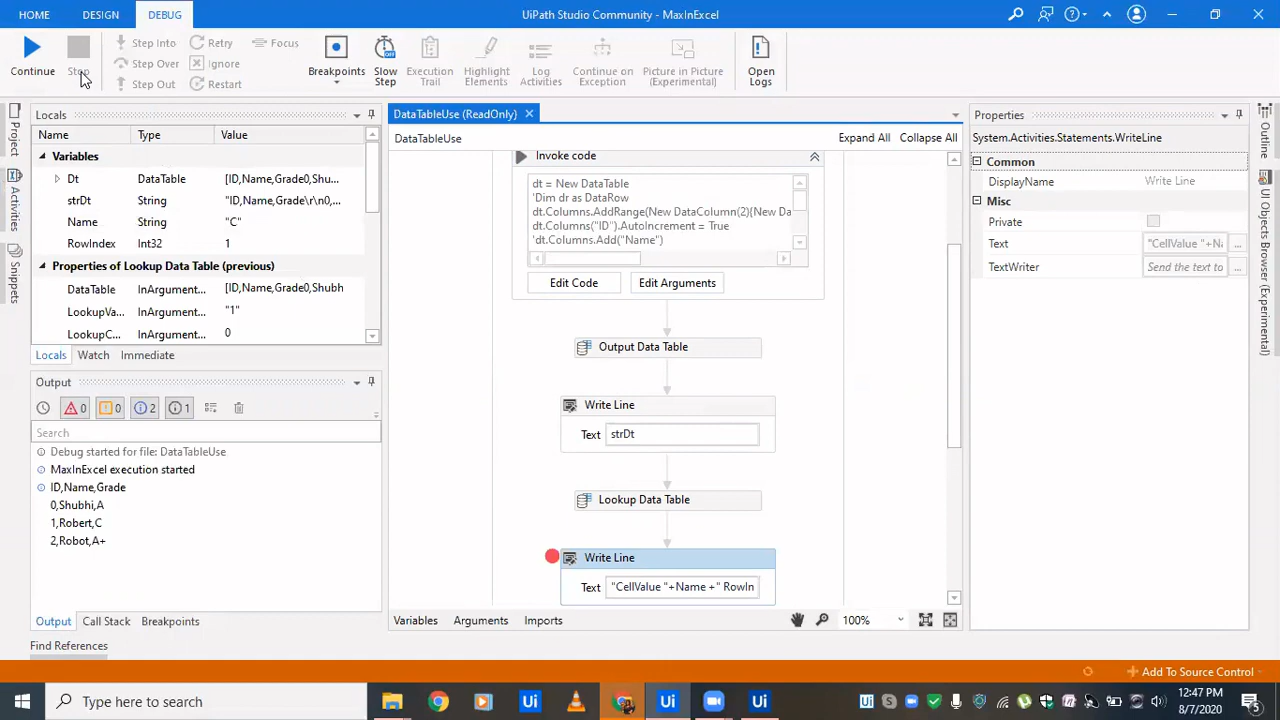 HOME DESIGN DEBUG UiPath Studio Community - MaxInExcel
Continue Step Into Step Over Step Out Retry Ignore Restart Focus Breakpoints Slow Step Execution Trail Highlight Elements Log Activities Continue on Exception Picture in Picture (Experimental) Open Logs
Locals
Name Type Value
Variables
Dt DataTable [ID,Name,Grade0,Shu...
strDt String "ID,Name,Grade\r\n0,...
Name String "C"
RowIndex Int32 1
Properties of Lookup Data Table (previous)
DataTable InArgument... [ID,Name,Grade0,Shubh
LookupVa... InArgument... "1"
LookupC... InArgument... 0
Locals Watch Immediate
Output
0 0 2 1
Search
Debug started for file: DataTableUse
MaxInExcel execution started
ID,Name,Grade
0,Shubhi,A
1,Robert,C
2,Robot,A+
Output Call Stack Breakpoints
Find References
DataTableUse (ReadOnly)
DataTableUse Expand All Collapse All
Invoke code
dt = New DataTable
'Dim dr as DataRow
dt.Columns.AddRange(New DataColumn(2){New Da
dt.Columns("ID").AutoIncrement = True
'dt.Columns.Add("Name")
Edit Code Edit Arguments
Output Data Table
Write Line
Text strDt
Lookup Data Table
Write Line
Text "CellValue "+Name +" RowIn
Variables Arguments Imports 100%
Properties
System.Activities.Statements.WriteLine
Common
DisplayName Write Line
Misc
Private
Text "CellValue "+Na ...
TextWriter Send the text to ...
Project
Activities
Snippets
Outline
UI Objects (Experimental)
Add To Source Control
Type here to search
12:47 PM
8/7/2020
5